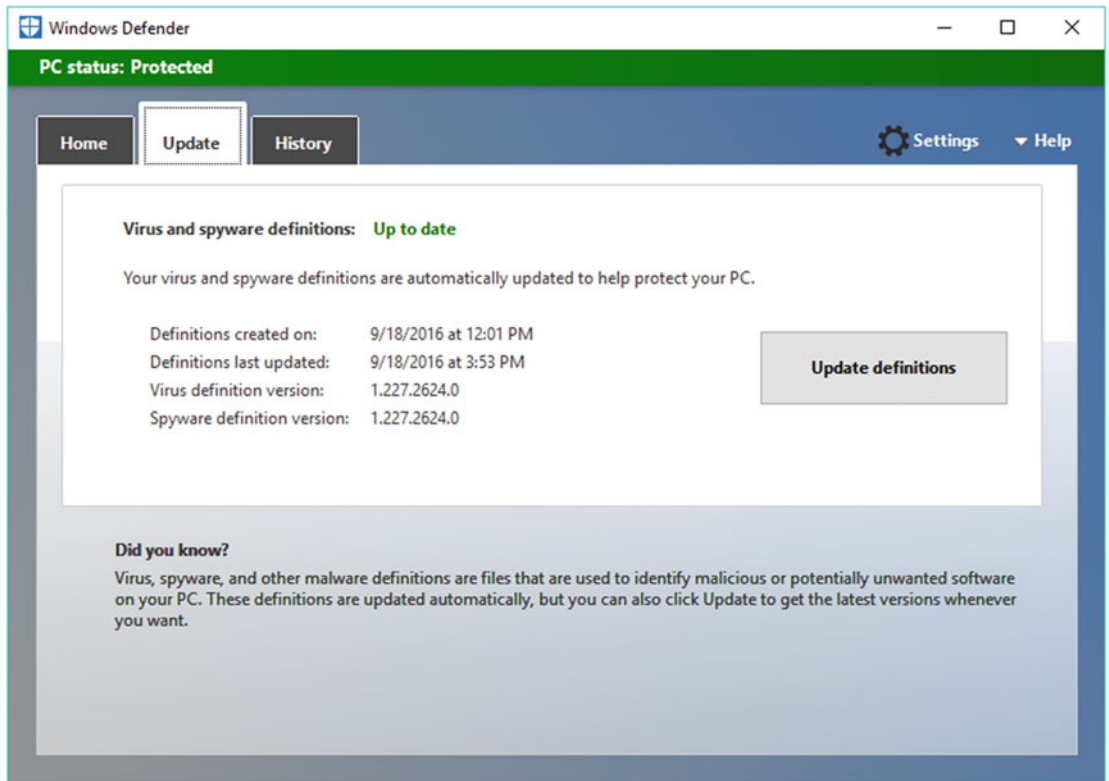 Windows Defender
PC status: Protected
Home
Update
History
Settings
Help
Virus and spyware definitions: Up to date
Your virus and spyware definitions are automatically updated to help protect your PC.
Definitions created on: 9/18/2016 at 12:01 PM
Definitions last updated: 9/18/2016 at 3:53 PM
Virus definition version: 1.227.2624.0
Spyware definition version: 1.227.2624.0
Update definitions
Did you know?
Virus, spyware, and other malware definitions are files that are used to identify malicious or potentially unwanted software
on your PC. These definitions are updated automatically, but you can also click Update to get the latest versions whenever
you want.